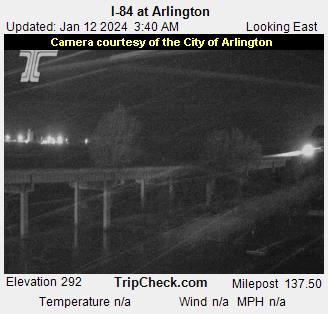 I-84 at Arlington
Updated: Jan 12 2024 3:40 AM Looking East
Camera courtesy of the City of Arlington
Elevation 292 TripCheck.com Milepost 137.50
Temperature n/a Wind n/a MPH n/a